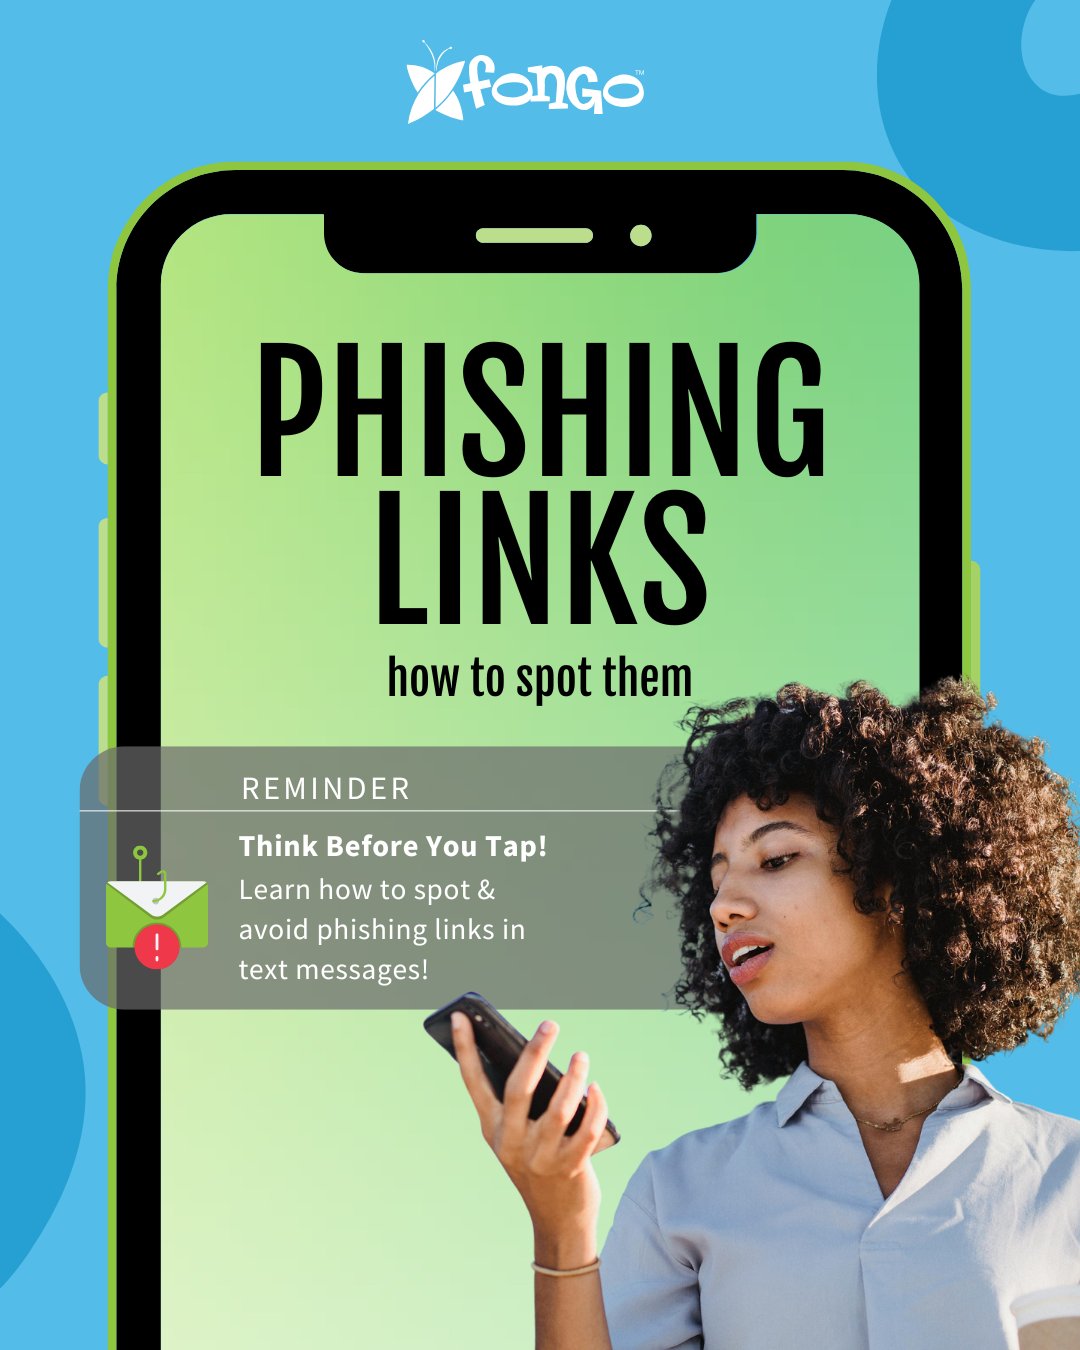 fonGo™
PHISHING
LINKS
how to spot them
REMINDER
Think Before You Tap!
Learn how to spot &
avoid phishing links in
text messages!